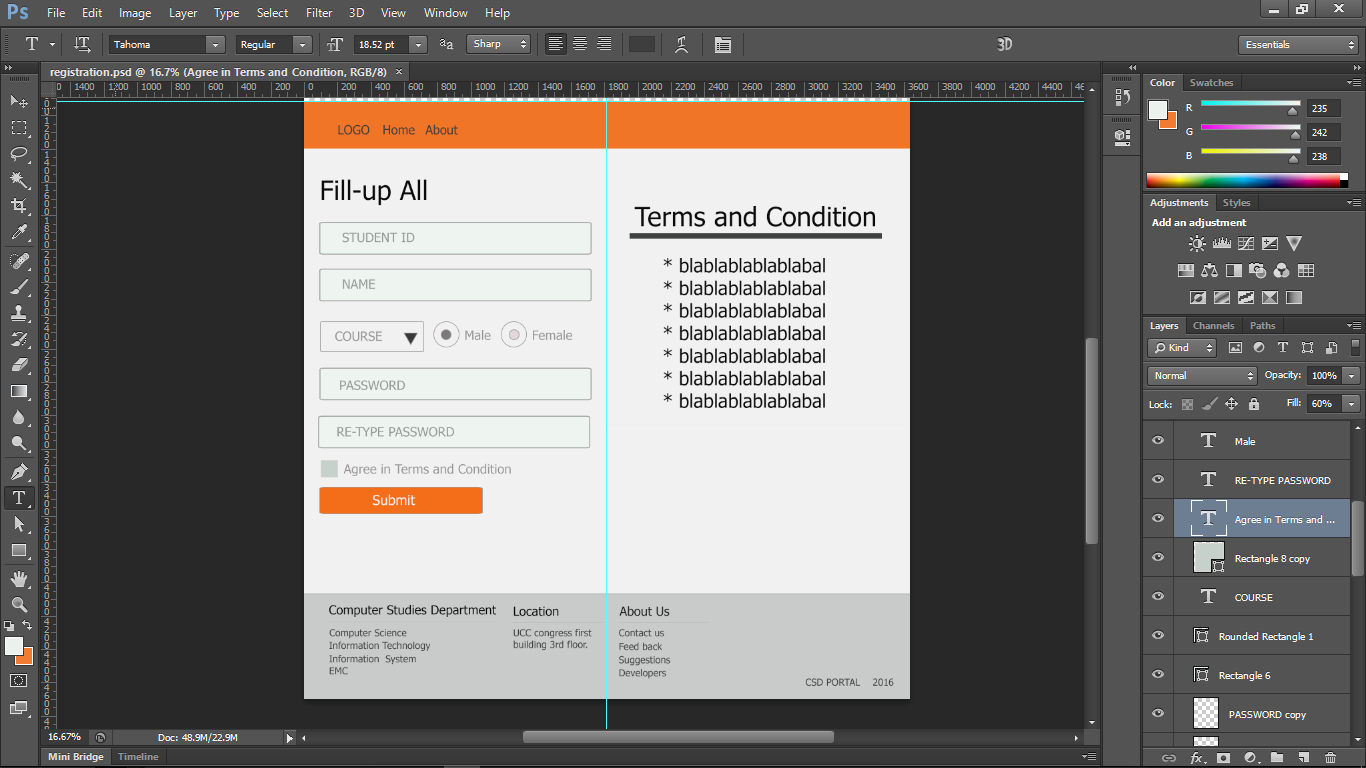 Ps File Edit Image Layer Type Select Filter 3D View Window Help
T Tahoma Regular 18.52 pt Sharp 3D Essentials
registration.psd @ 16.7% (Agree in Terms and Condition, RGB/8) ×
0 1400 1200 1000 800 600 400 200 0 200 400 600 800 1000 1200 1400 1600 1800 2000 2200 2400 2600 2800 3000 3200 3400 3600 3800 4000 4200 4400
LOGO Home About
Fill-up All
STUDENT ID
NAME
COURSE Male Female
PASSWORD
RE-TYPE PASSWORD
Agree in Terms and Condition
Submit
Terms and Condition
* blablablablablabal
* blablablablablabal
* blablablablablabal
* blablablablablabal
* blablablablablabal
* blablablablablabal
* blablablablablabal
Computer Studies Department
Computer Science
Information Technology
Information System
EMC
Location
UCC congress first
building 3rd floor.
About Us
Contact us
Feed back
Suggestions
Developers
CSD PORTAL 2016
Color Swatches
R 235
G 242
B 238
Adjustments Styles
Add an adjustment
Layers Channels Paths
Kind
Normal Opacity: 100%
Lock: Fill: 60%
Male
RE-TYPE PASSWORD
Agree in Terms and ...
Rectangle 8 copy
COURSE
Rounded Rectangle 1
Rectangle 6
PASSWORD copy
fx
16.67% Doc: 48.9M/22.9M
Mini Bridge Timeline